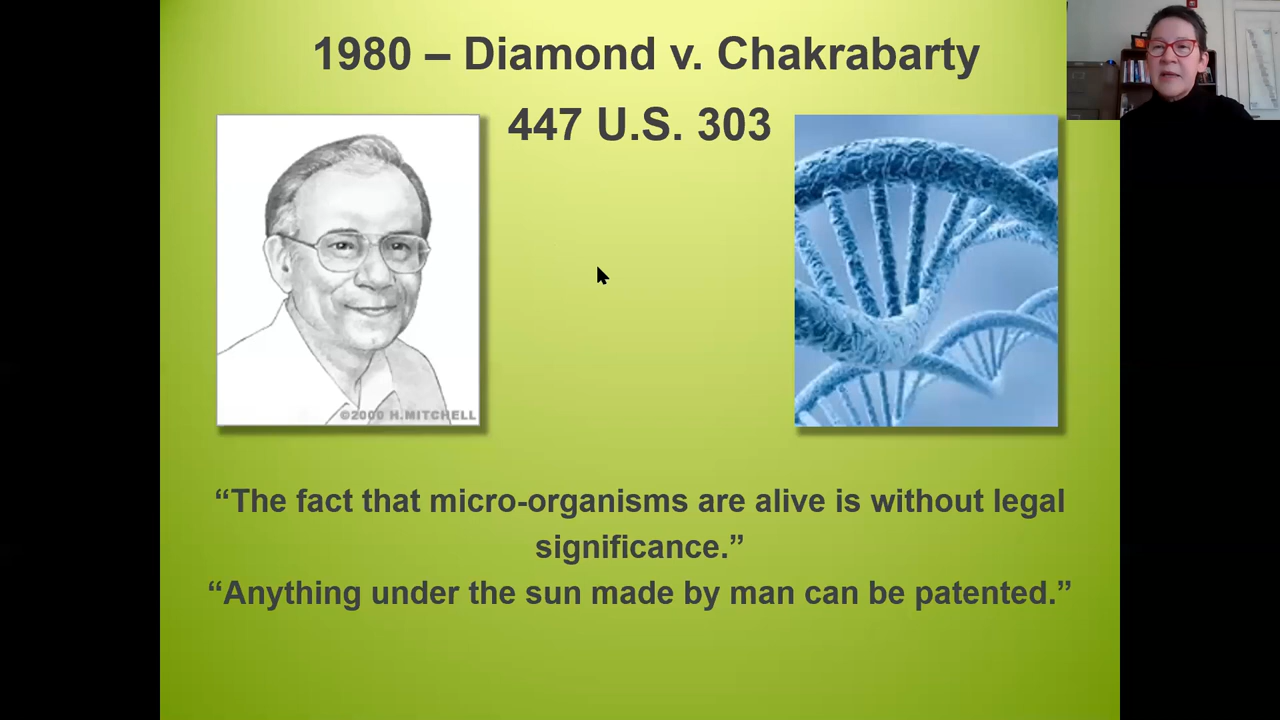 1980 – Diamond v. Chakrabarty
447 U.S. 303
©2000 H.MITCHELL
“The fact that micro-organisms are alive is without legal
significance.”
“Anything under the sun made by man can be patented.”